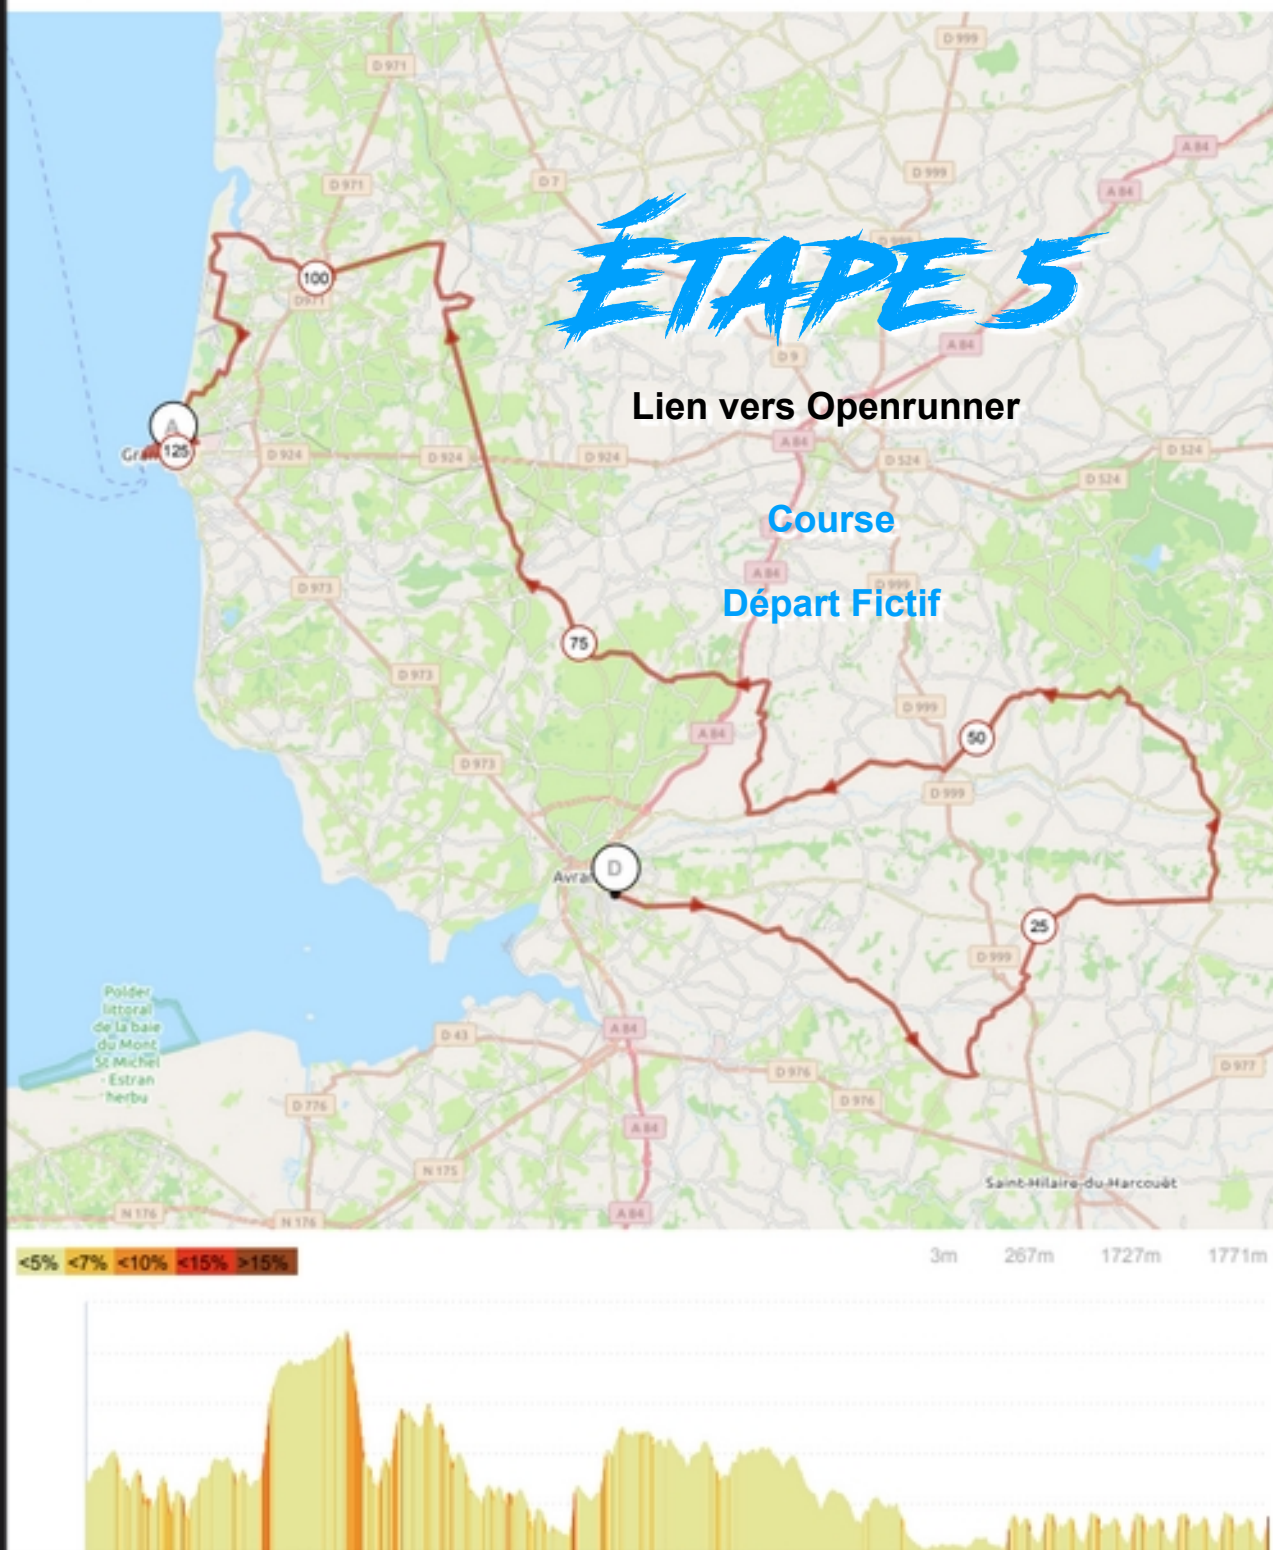 D 999
D 971
A 84
D 999
D 971
D 7
A 84
ÉTAPE 5
100
D971
A 84
D 9
Lien vers Openrunner
A
125
D 924
D 924
D 924
A 84
D 524
D 524
D 524
Course
A 84
D 999
D 973
Départ Fictif
75
D 973
D 999
A 84
50
D 973
D 999
D
25
D 999
Polder
littoral
de la baie
du Mont
St Michel
- Estran
herbu
A 84
D 43
D 976
D 977
D 776
D 976
A 84
N 175
Saint-Hilaire-du-Harcouët
N 176
N 176
A 84
<5% <7% <10% <15% >15%
3m 267m 1727m 1771m